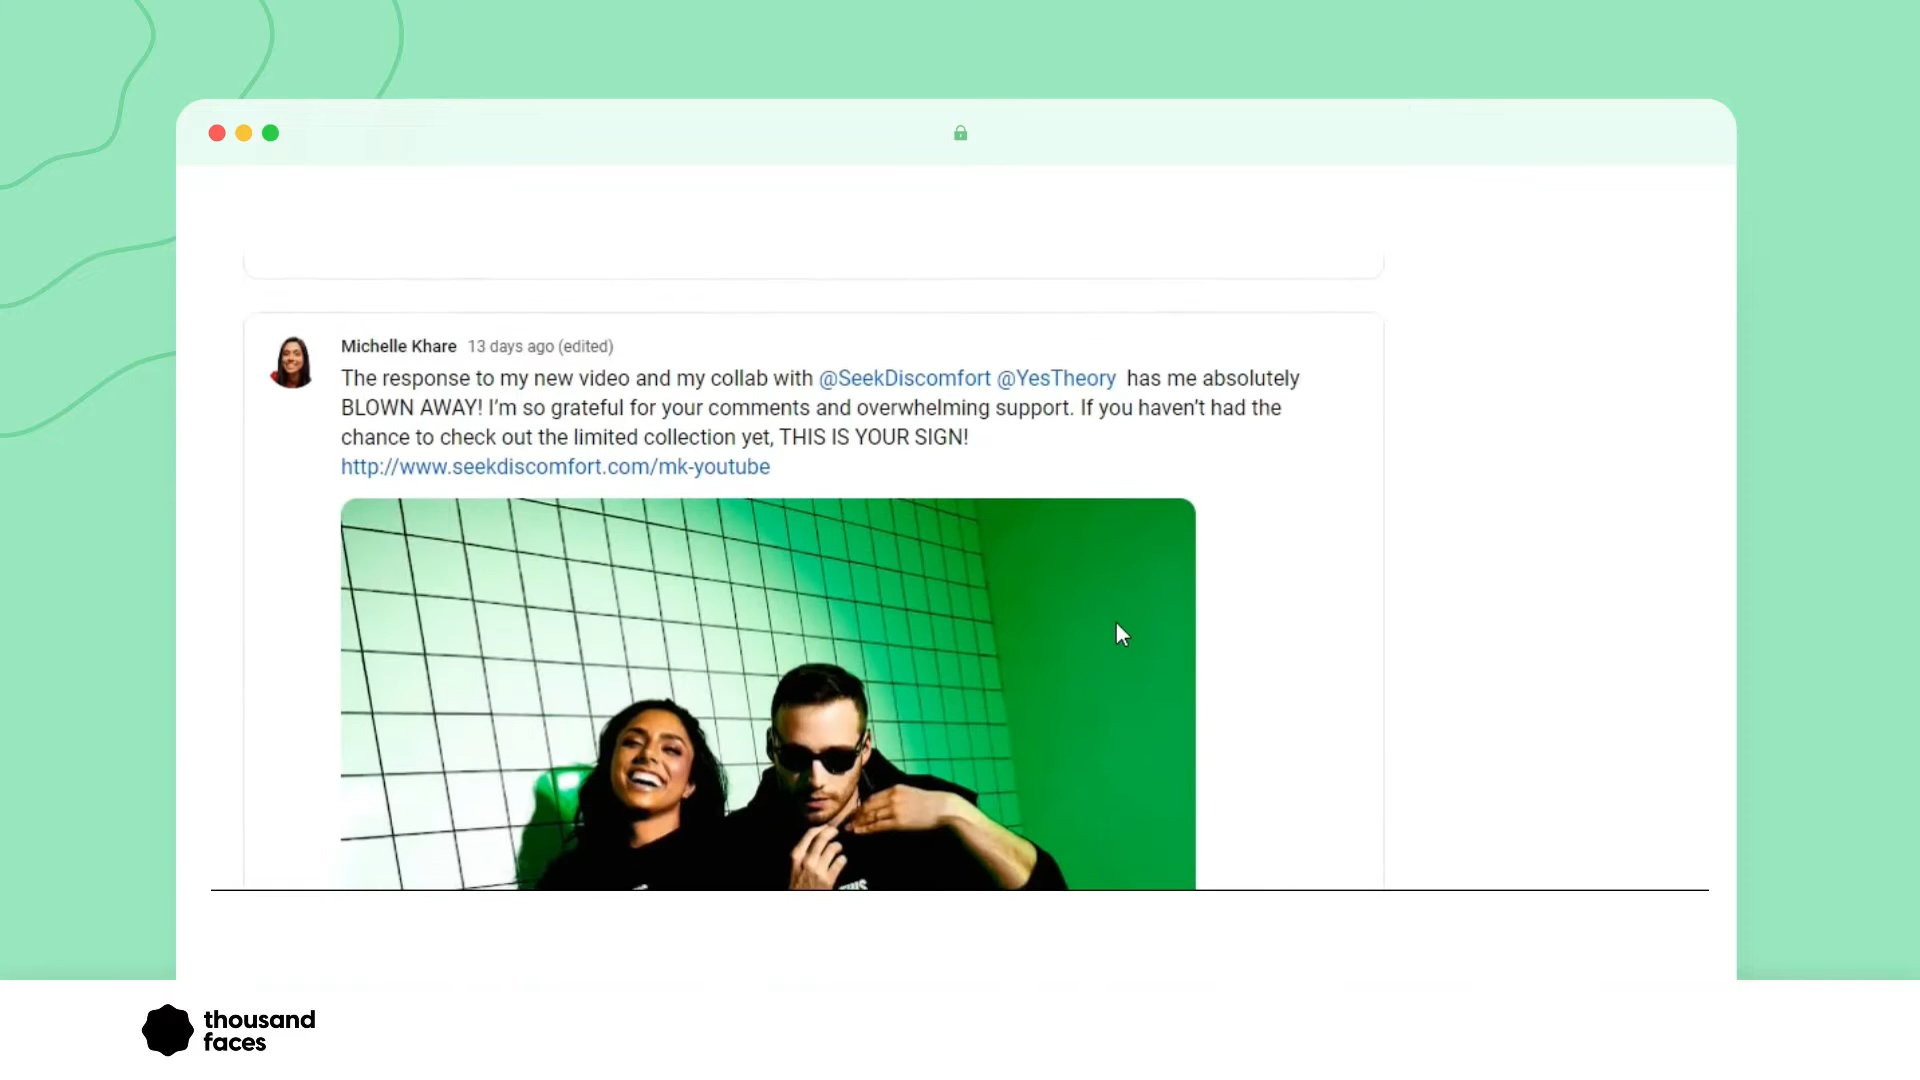 Michelle Khare 13 days ago (edited)
The response to my new video and my collab with @SeekDiscomfort @YesTheory has me absolutely
BLOWN AWAY! I’m so grateful for your comments and overwhelming support. If you haven’t had the
chance to check out the limited collection yet, THIS IS YOUR SIGN!
http://www.seekdiscomfort.com/mk-youtube
thousand
faces